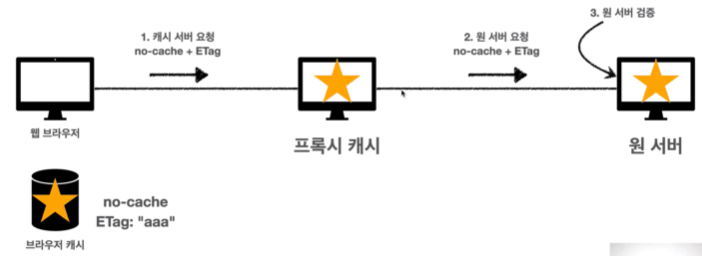 3. 원 서버 검증
1. 캐시 서버 요청
no-cache + ETag
2. 원 서버 요청
no-cache + ETag
웹 브라우저
프록시 캐시
원 서버
no-cache
ETag: "aaa"
브라우저 캐시